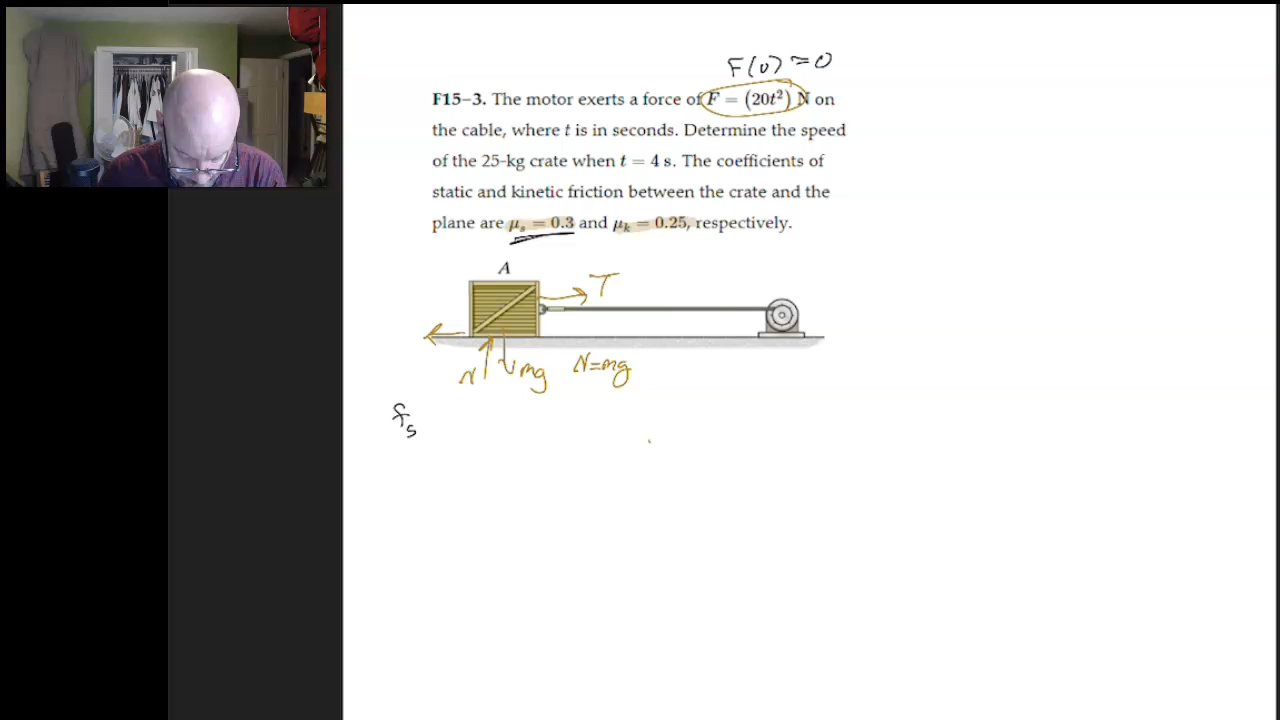 F(0) = 0
F15–3. The motor exerts a force of F = (20t²) N on
the cable, where t is in seconds. Determine the speed
of the 25-kg crate when t = 4 s. The coefficients of
static and kinetic friction between the crate and the
plane are μs = 0.3 and μk = 0.25, respectively.
A
T
N mg N=mg
fs